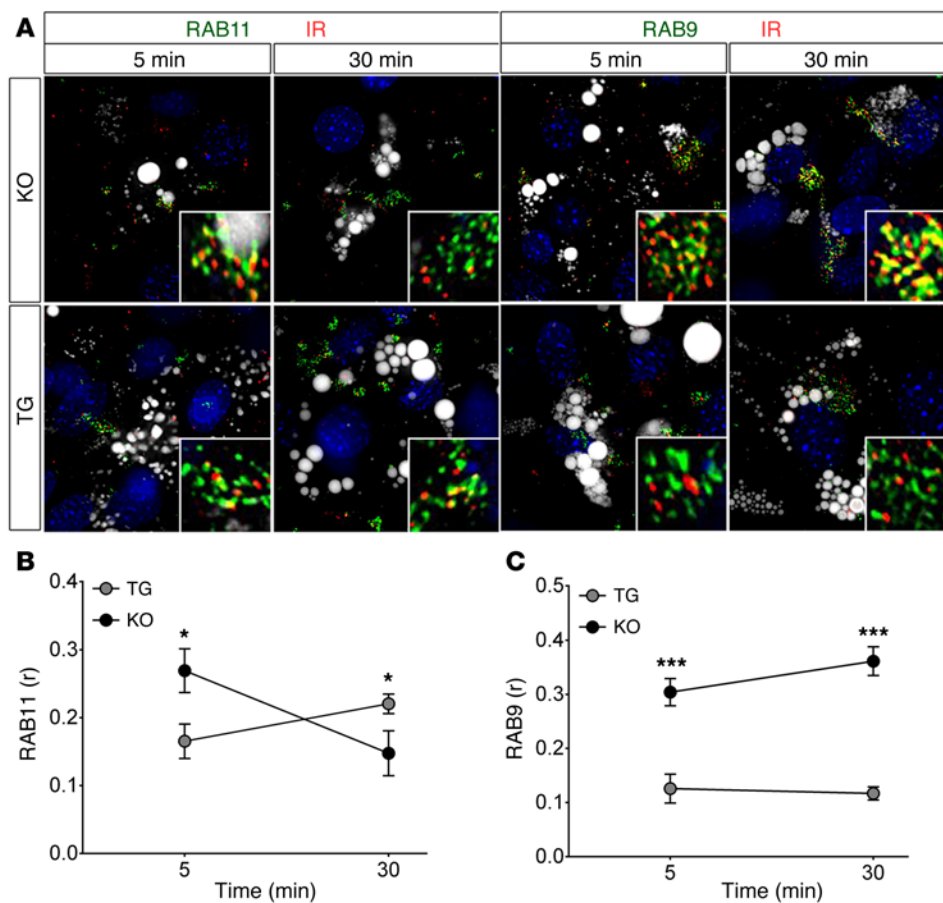 A
RAB11 IR
RAB9 IR
5 min
30 min
5 min
30 min
KO
TG
B
TG
KO
0.4
0.3
0.2
0.1
0.0
RAB11 (r)
*
*
5
30
Time (min)
C
TG
KO
0.5
0.4
0.3
0.2
0.1
0.0
RAB9 (r)
***
***
5
30
Time (min)